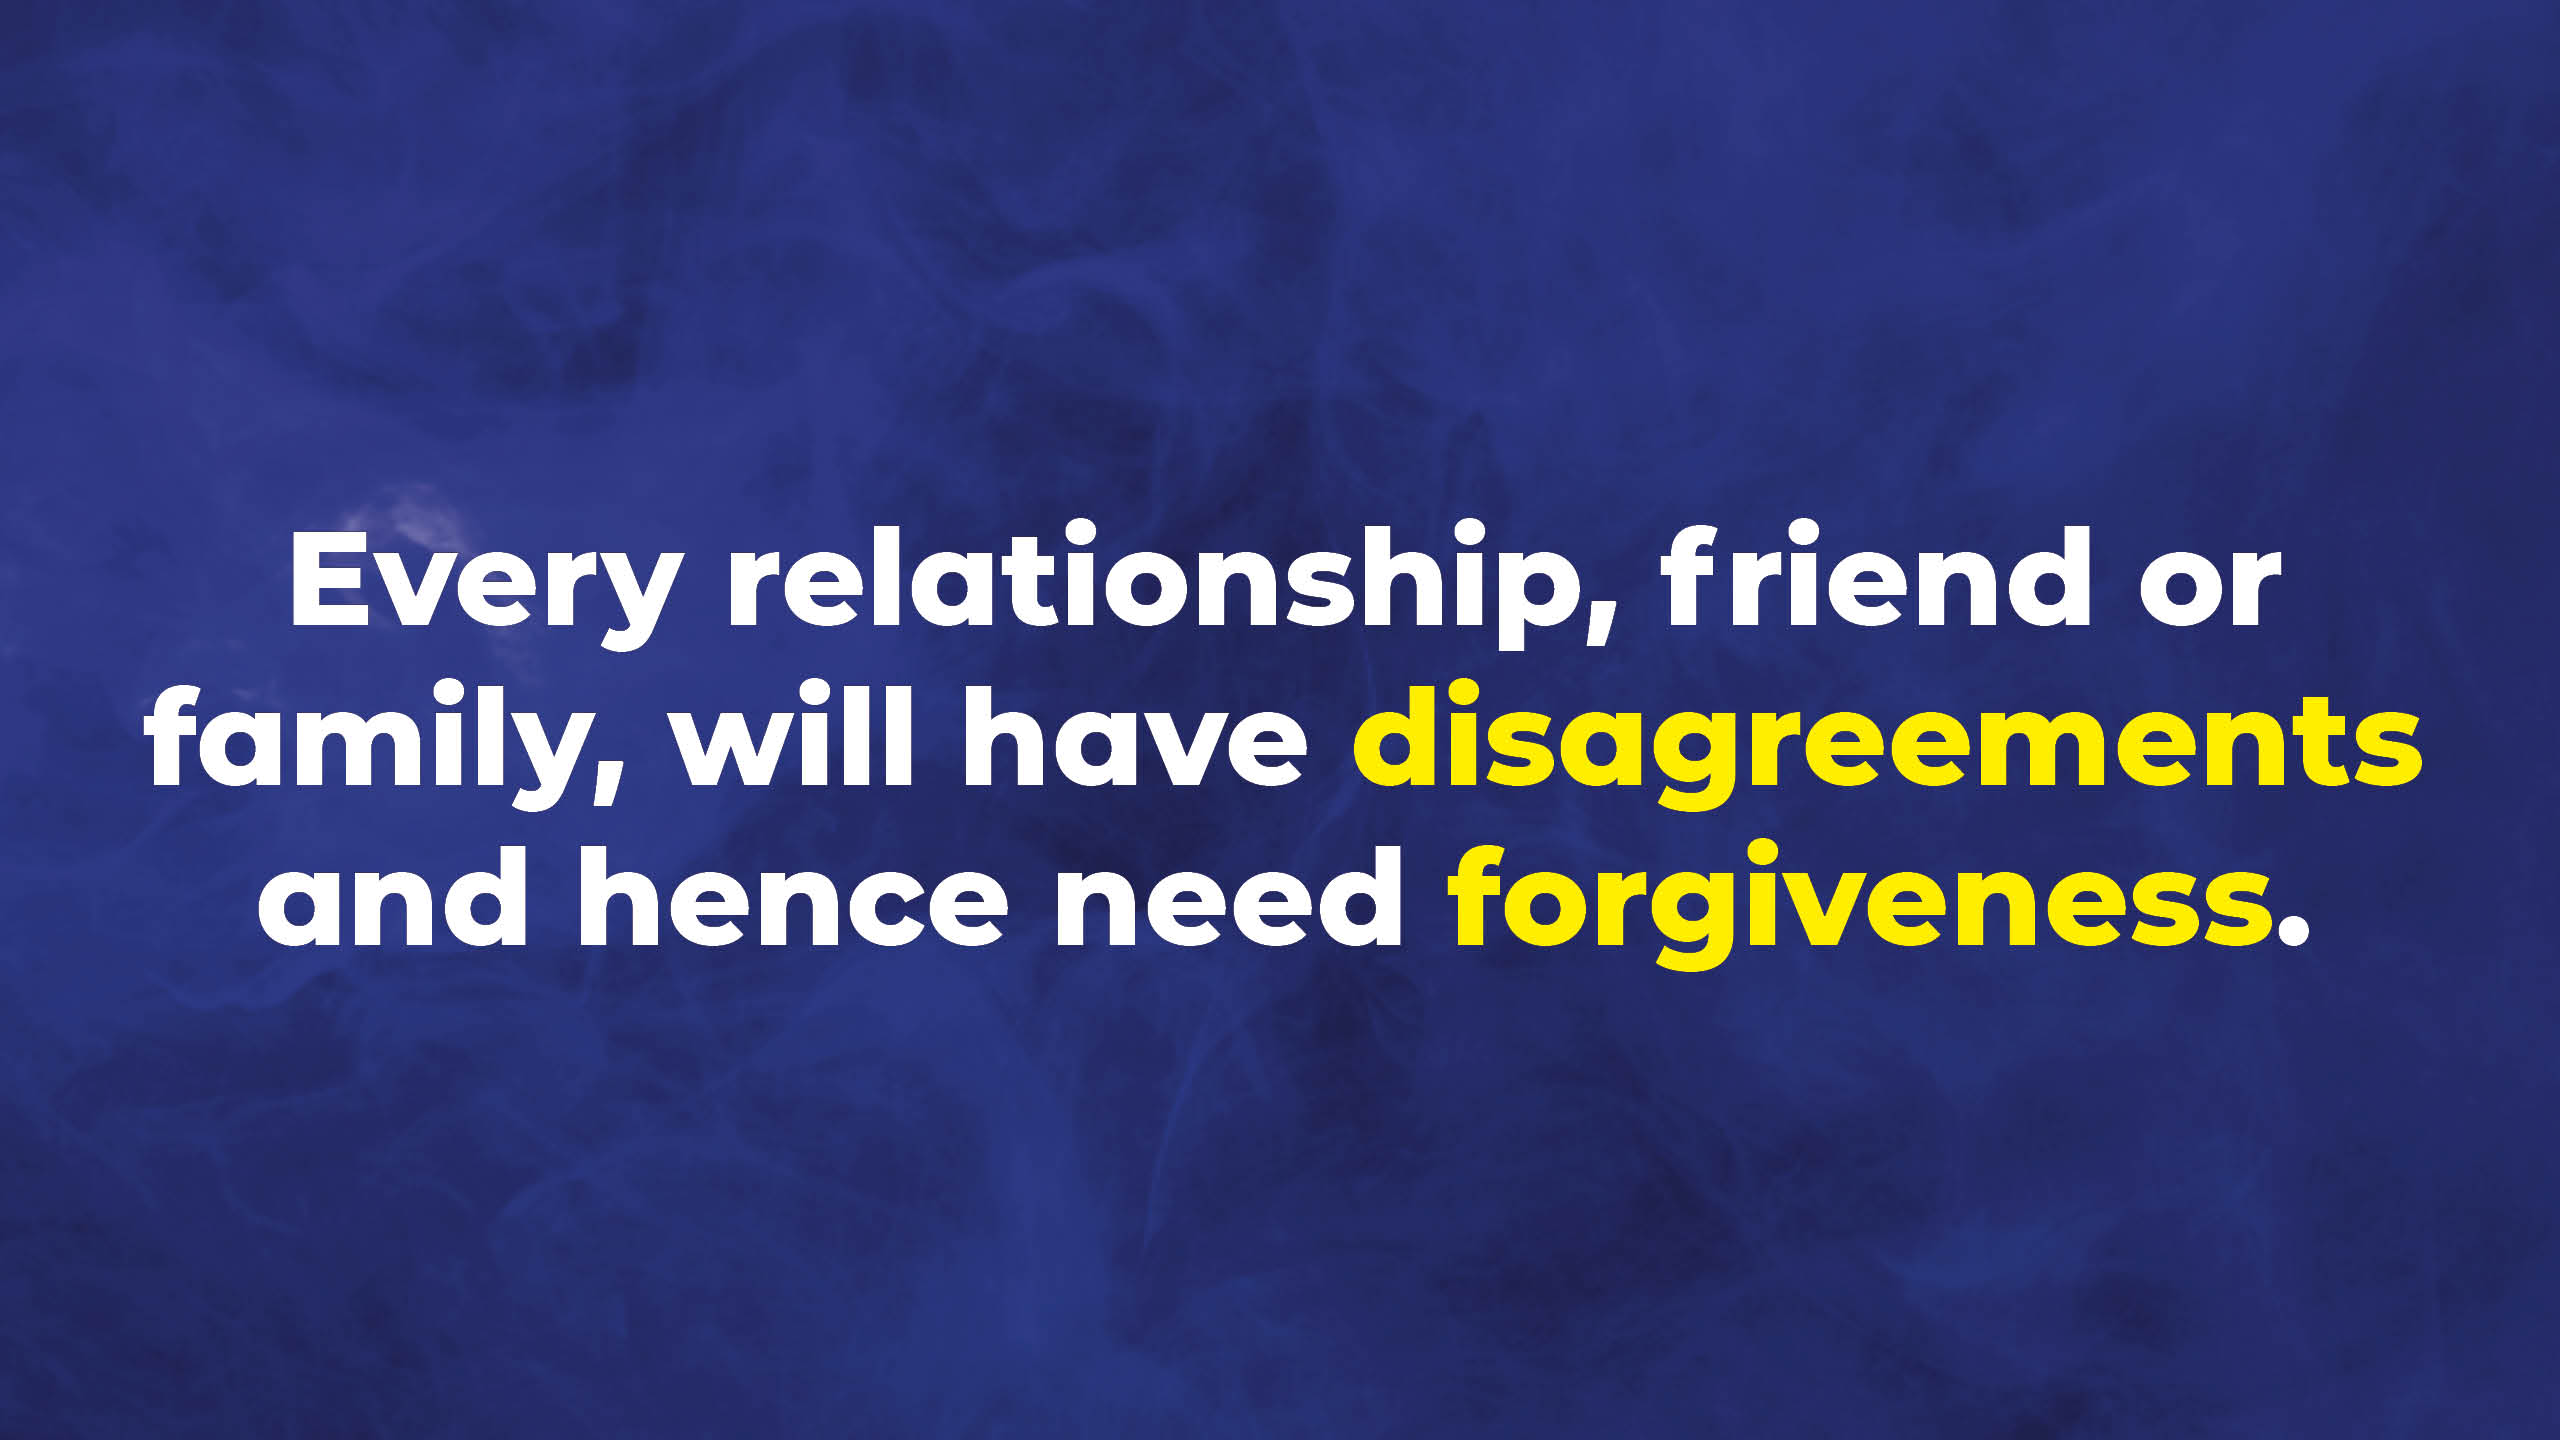 Every relationship, friend or
family, will have disagreements
and hence need forgiveness.